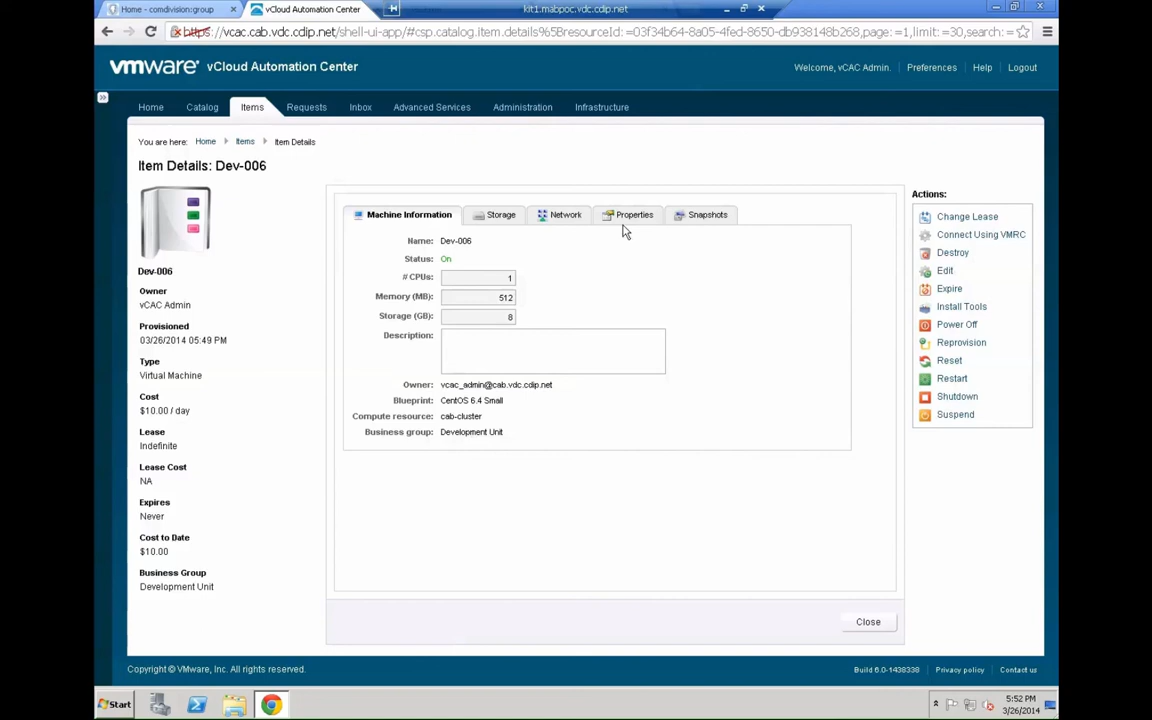 Home - comdivision:group
vCloud Automation Center
kit1.mabpoc.vdc.cdip.net
https://vcac.cab.vdc.cdip.net/shell-ui-app/#csp.catalog.item.details%5BresourceId:=03f34b64-8a05-4fed-8650-db938148b268,page:=1,limit:=30,search:=
vmware vCloud Automation Center
Welcome, vCAC Admin. Preferences Help Logout
Home Catalog Items Requests Inbox Advanced Services Administration Infrastructure
You are here: Home Items Item Details
Item Details: Dev-006
Dev-006
Owner
vCAC Admin
Provisioned
03/26/2014 05:49 PM
Type
Virtual Machine
Cost
$10.00 / day
Lease
Indefinite
Lease Cost
NA
Expires
Never
Cost to Date
$10.00
Business Group
Development Unit
Machine Information Storage Network Properties Snapshots
Name: Dev-006
Status: On
# CPUs: 1
Memory (MB): 512
Storage (GB): 8
Description:
Owner: vcac_admin@cab.vdc.cdip.net
Blueprint: CentOS 6.4 Small
Compute resource: cab-cluster
Business group: Development Unit
Close
Actions:
Change Lease
Connect Using VMRC
Destroy
Edit
Expire
Install Tools
Power Off
Reprovision
Reset
Restart
Shutdown
Suspend
Copyright © VMware, Inc. All rights reserved.
Build 6.0-1438338 Privacy policy Contact us
Start
5:52 PM
3/26/2014